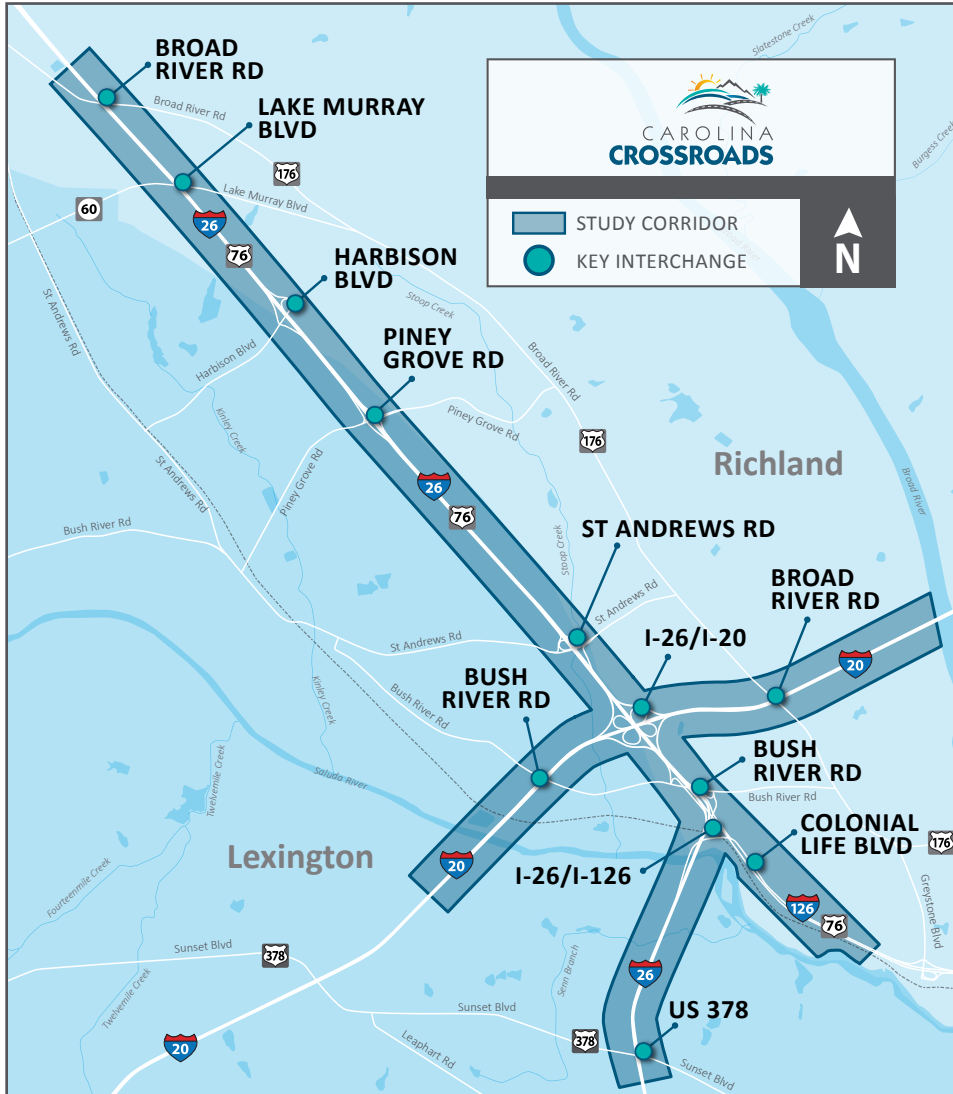 BROAD
RIVER RD
LAKE MURRAY
BLVD
Broad River Rd
176
Lake Murray Blvd
60
26
76
HARBISON
BLVD
Slatestone Creek
Burgess Creek
CAROLINA
CROSSROADS
STUDY CORRIDOR
KEY INTERCHANGE
N
St Andrews Rd
Harbison Blvd
Stoop Creek
PINEY
GROVE RD
Broad River Rd
Kinley Creek
Piney Grove Rd
176
Richland
St Andrews Rd
Piney Grove Rd
26
76
Broad River
Bush River Rd
Stoop Creek
ST ANDREWS RD
St Andrews Rd
BROAD
RIVER RD
St Andrews Rd
I-26/I-20
20
BUSH
RIVER RD
Bush River Rd
Kinley Creek
Saluda River
Twelvemile Creek
BUSH
RIVER RD
Bush River Rd
COLONIAL
LIFE BLVD
176
Lexington
20
I-26/I-126
Fourteenmile Creek
126
76
Greystone Blvd
Sunset Blvd
378
Senn Branch
26
Twelvemile Creek
Sunset Blvd
US 378
20
Leaphart Rd
378
Sunset Blvd